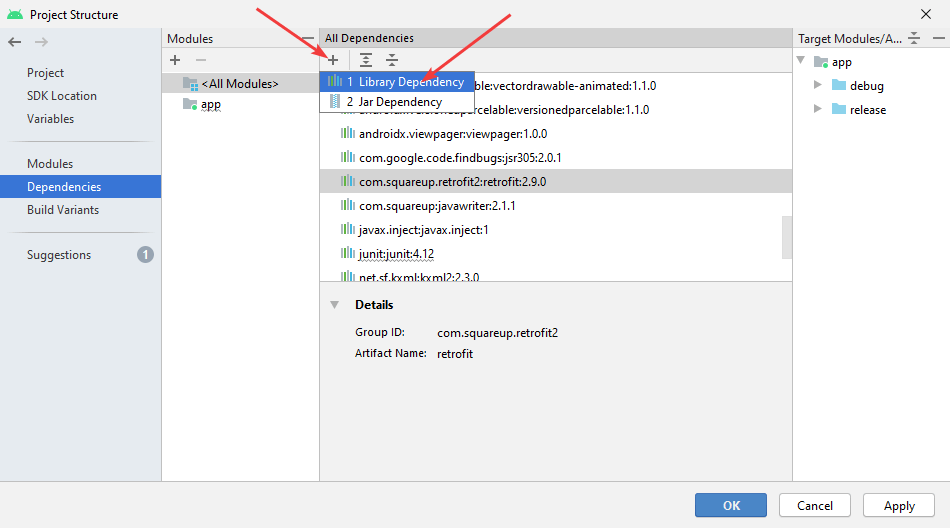 Project Structure
Project
SDK Location
Variables
Modules
Dependencies
Build Variants
Suggestions 1
Modules
<All Modules>
app
All Dependencies
1 Library Dependency
2 Jar Dependency
ble:vectordrawable-animated:1.1.0
androidx.versionedparcelable:versionedparcelable:1.1.0
androidx.viewpager:viewpager:1.0.0
com.google.code.findbugs:jsr305:2.0.1
com.squareup.retrofit2:retrofit:2.9.0
com.squareup:javawriter:2.1.1
javax.inject:javax.inject:1
junit:junit:4.12
net.sf.kxml:kxml2:2.3.0
Details
Group ID: com.squareup.retrofit2
Artifact Name: retrofit
Target Modules/A...
app
debug
release
OK
Cancel
Apply